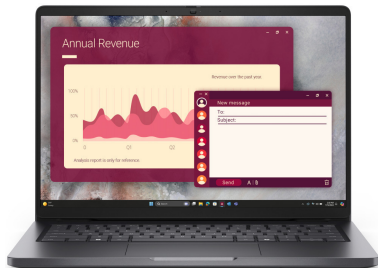 Annual Revenue
Revenue over the past year.
New message
To:
Subject:
100%
50%
0% 
Q1
Q2
Analysis report is only for reference.
Send A B